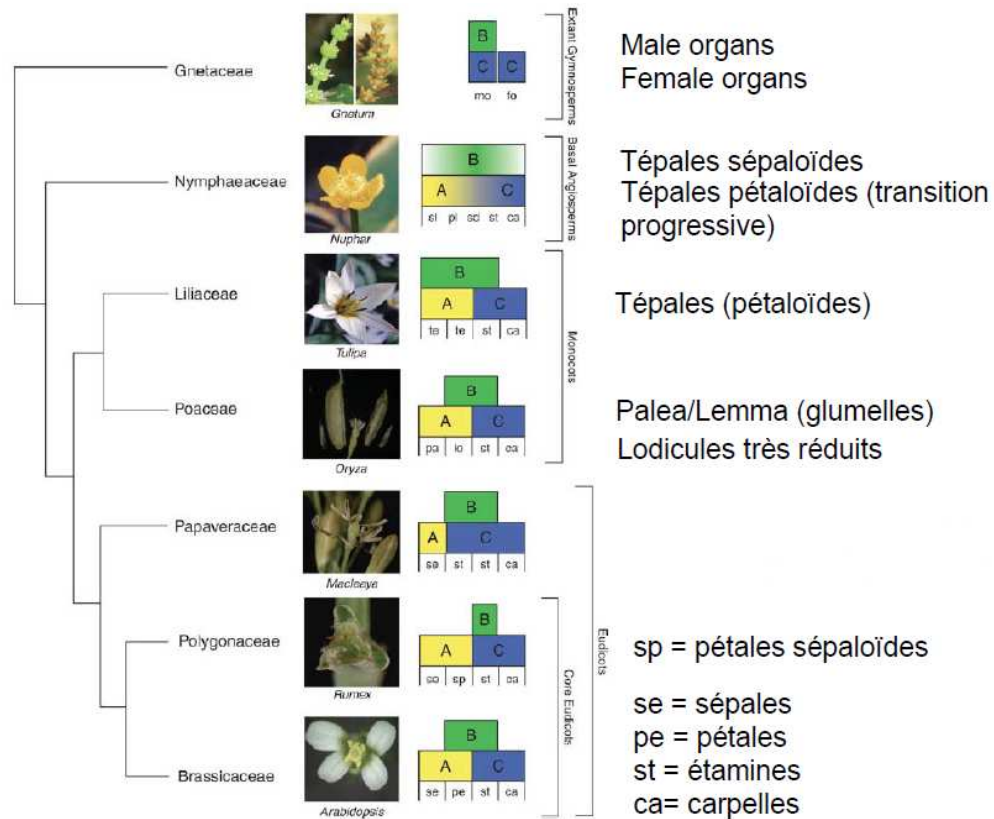 Gnetaceae
Gnetum
B
C C
mo fo
Extant Gymnosperms
Male organs
Female organs
Nymphaeaceae
Nuphar
B
A C
sl pl sd st ca
Basal Angiosperms
Tépales sépaloïdes
Tépales pétaloïdes (transition
progressive)
Liliaceae
Tulipa
B
A C
te te st ca
Tépales (pétaloïdes)
Monocots
Poaceae
Oryza
B
A C
pa lo st ca
Palea/Lemma (glumelles)
Lodicules très réduits
Papaveraceae
Macleaya
B
A C
se st st ca
Eudicots
Polygonaceae
Rumex
B
A C
se sp st ca
Core Eudicots
sp = pétales sépaloïdes
Brassicaceae
Arabidopsis
B
A C
se pe st ca
se = sépales
pe = pétales
st = étamines
ca= carpelles